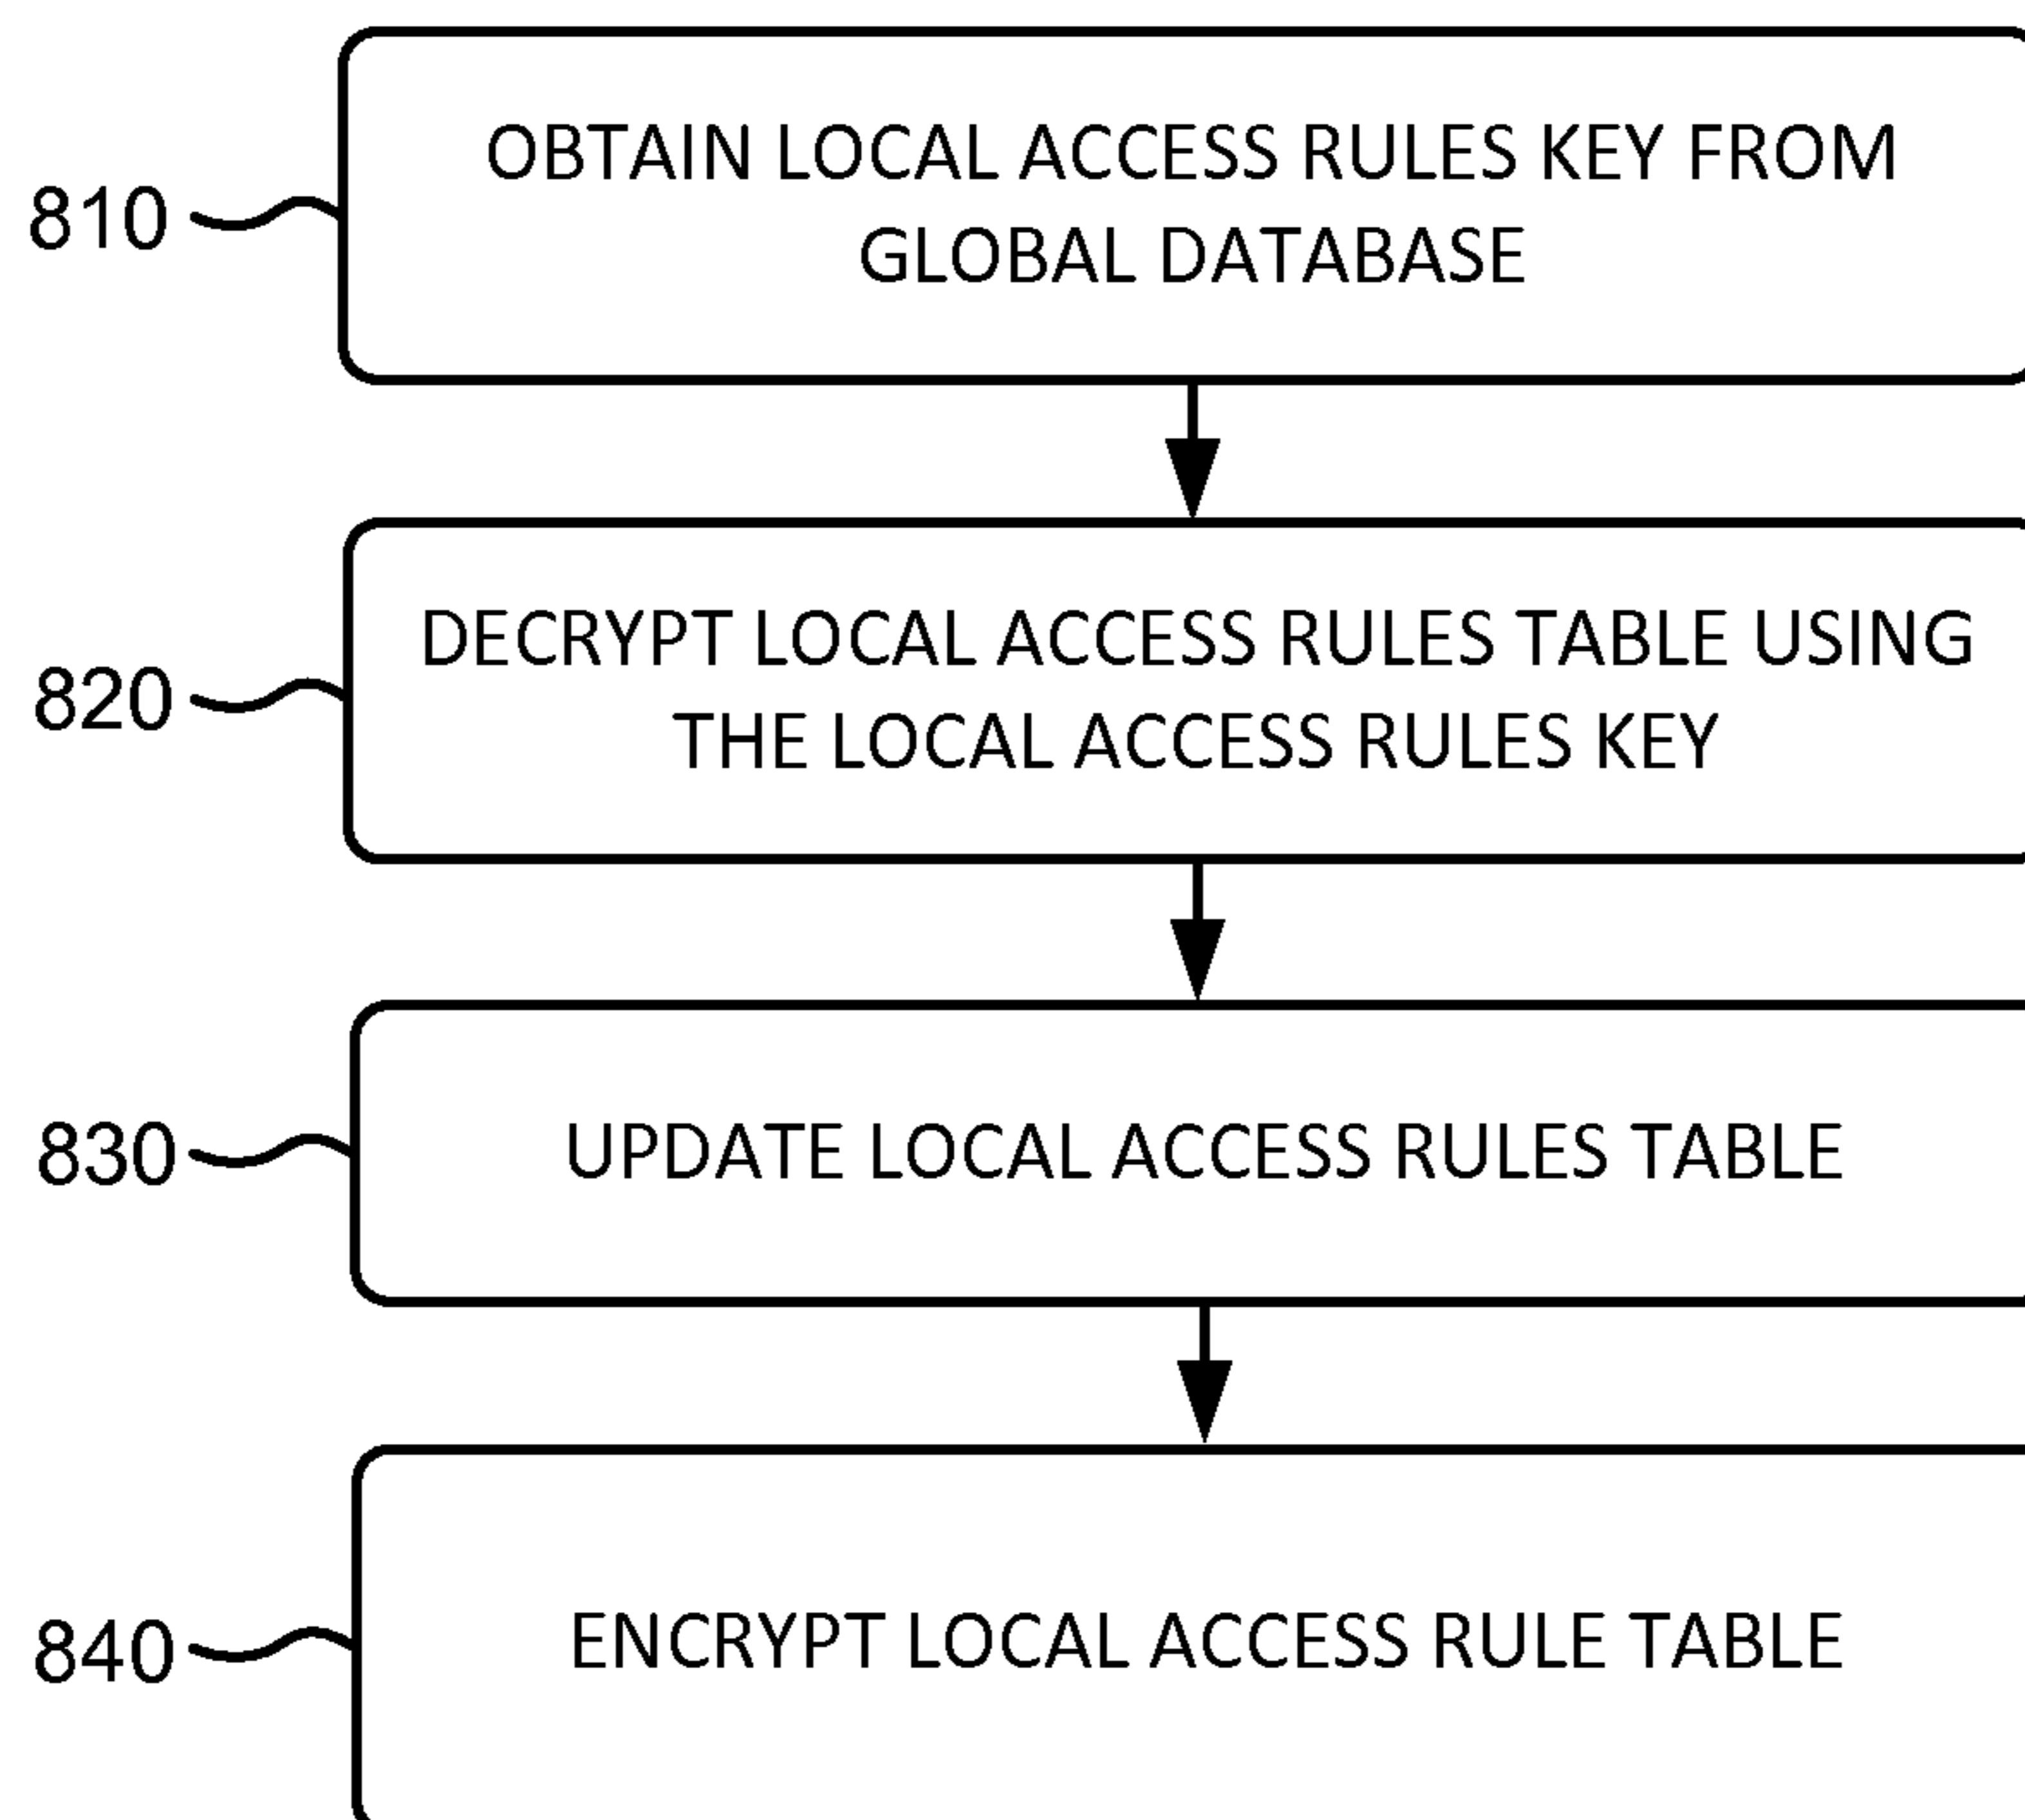 OBTAIN LOCAL ACCESS RULES KEY FROM
GLOBAL DATABASE
810
DECRYPT LOCAL ACCESS RULES TABLE USING
THE LOCAL ACCESS RULES KEY
820
UPDATE LOCAL ACCESS RULES TABLE
830
ENCRYPT LOCAL ACCESS RULE TABLE
840